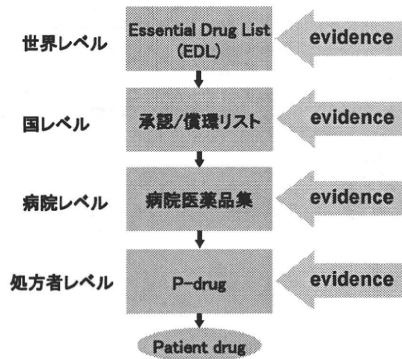 世界レベル
Essential Drug List
(EDL)
evidence
国レベル
承認/償環リスト
evidence
病院レベル
病院医薬品集
evidence
処方者レベル
P-drug
evidence
Patient drug